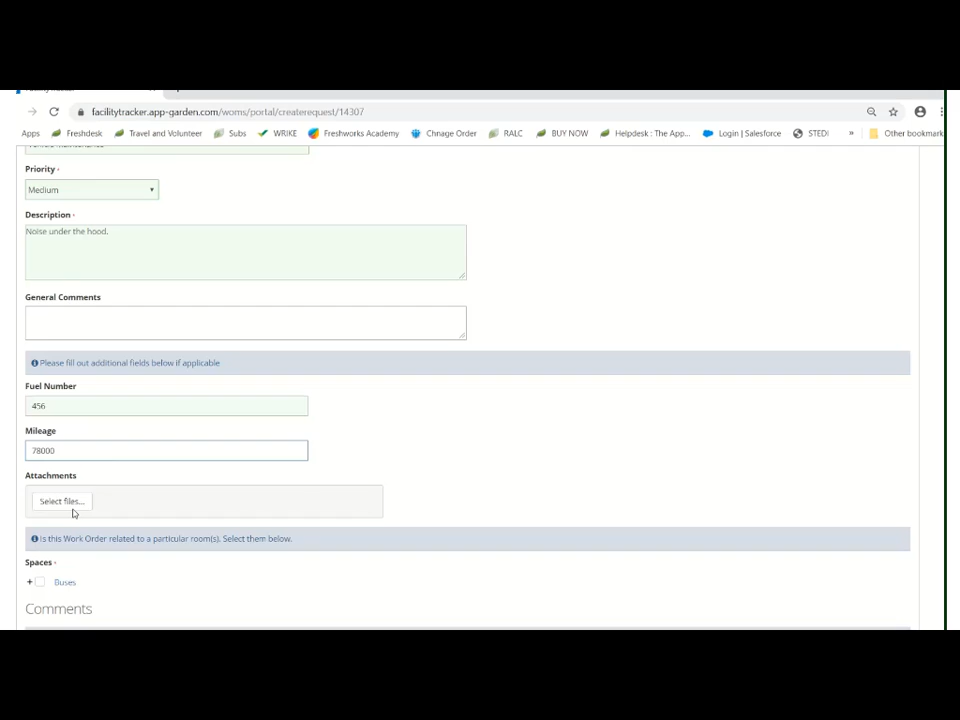 facilitytracker.app-garden.com/woms/portal/createrequest/14307
Apps Freshdesk Travel and Volunteer Subs WRIKE Freshworks Academy Chnage Order RALC BUY NOW Helpdesk : The App... Login | Salesforce STEDI » Other bookmark
Priority
Medium
Description
Noise under the hood.
General Comments
Please fill out additional fields below if applicable
Fuel Number
456
Mileage
78000
Attachments
Select files...
Is this Work Order related to a particular room(s). Select them below.
Spaces
+ Buses
Comments